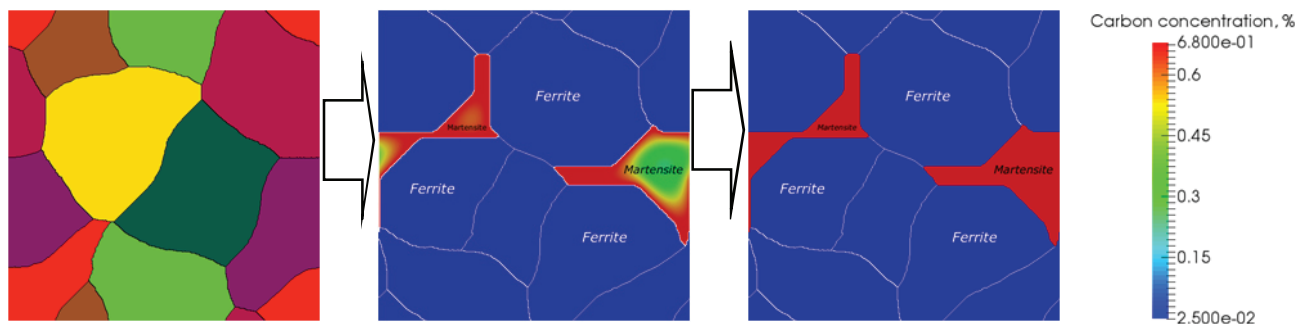 Ferrite
Martensite
Martensite
Ferrite
Ferrite
Ferrite
Martensite
Martensite
Ferrite
Ferrite
Carbon concentration, %
6.800e-01
0.6
0.45
0.3
0.15
2.500e-02